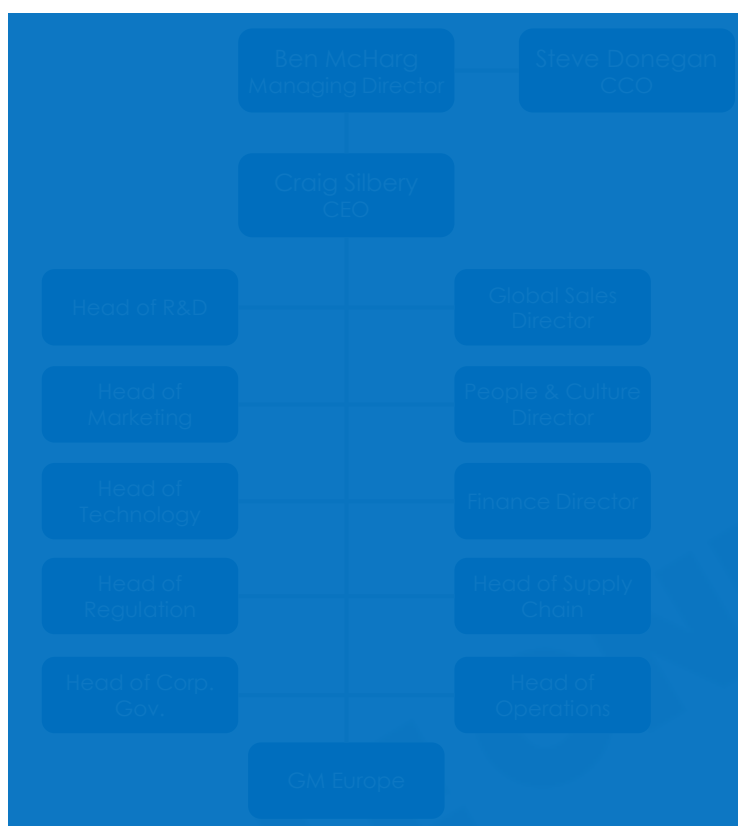 Ben McHarg
Managing Director
Steve Donegan
CCO
Craig Silbery
CEO
Head of R&D
Global Sales
Director
Head of
Marketing
People & Culture
Director
Head of
Technology
Finance Director
Head of
Regulation
Head of Supply
Chain
Head of Corp.
Gov.
Head of
Operations
GM Europe